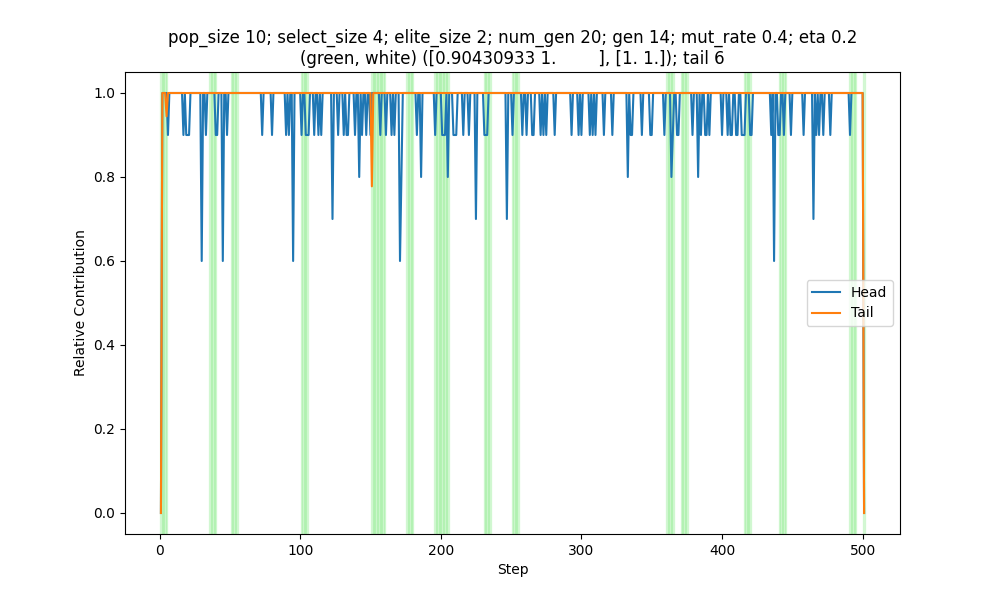 pop_size 10; select_size 4; elite_size 2; num_gen 20; gen 14; mut_rate 0.4; eta 0.2
(green, white) ([0.90430933 1.        ], [1. 1.]); tail 6
1.0
0.8
0.6
0.4
0.2
0.0
Relative Contribution
Head
Tail
0 100 200 300 400 500
Step